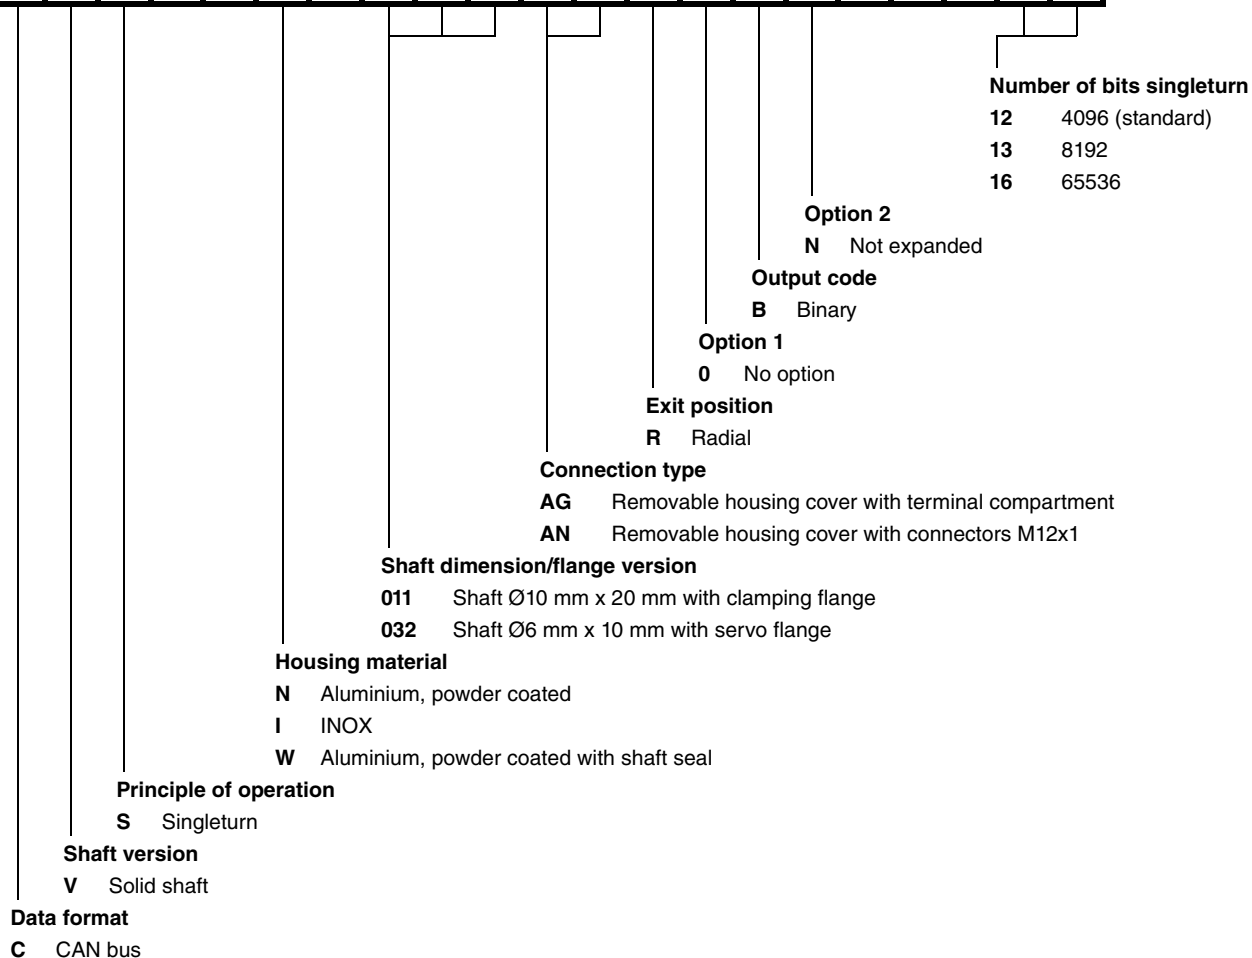 Number of bits singleturn
12 4096 (standard)
13 8192
16 65536
Option 2
N Not expanded
Output code
B Binary
Option 1
0 No option
Exit position
R Radial
Connection type
AG Removable housing cover with terminal compartment
AN Removable housing cover with connectors M12x1
Shaft dimension/flange version
011 Shaft Ø10 mm x 20 mm with clamping flange
032 Shaft Ø6 mm x 10 mm with servo flange
Housing material
N Aluminium, powder coated
I INOX
W Aluminium, powder coated with shaft seal
Principle of operation
S Singleturn
Shaft version
V Solid shaft
Data format
C CAN bus